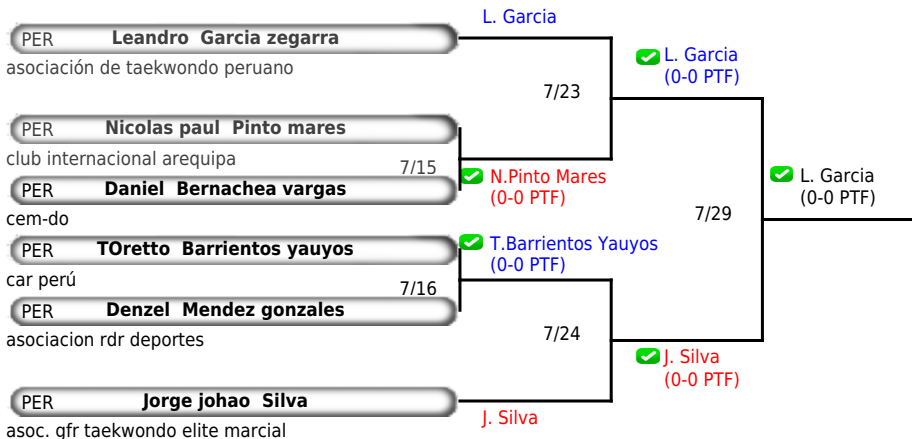 L. Garcia
PER Leandro Garcia zegarra
asociación de taekwondo peruano
L. Garcia
(0-0 PTF)
7/23
PER Nicolas paul Pinto mares
club internacional arequipa
7/15
N.Pinto Mares
(0-0 PTF)
PER Daniel Bernachea vargas
cem-do
L. Garcia
(0-0 PTF)
7/29
PER TOretto Barrientos yauyos
car perú
T.Barrientos Yauyos
(0-0 PTF)
7/16
PER Denzel Mendez gonzales
asociacion rdr deportes
7/24
J. Silva
(0-0 PTF)
PER Jorge johao Silva
asoc. gfr taekwondo elite marcial
J. Silva